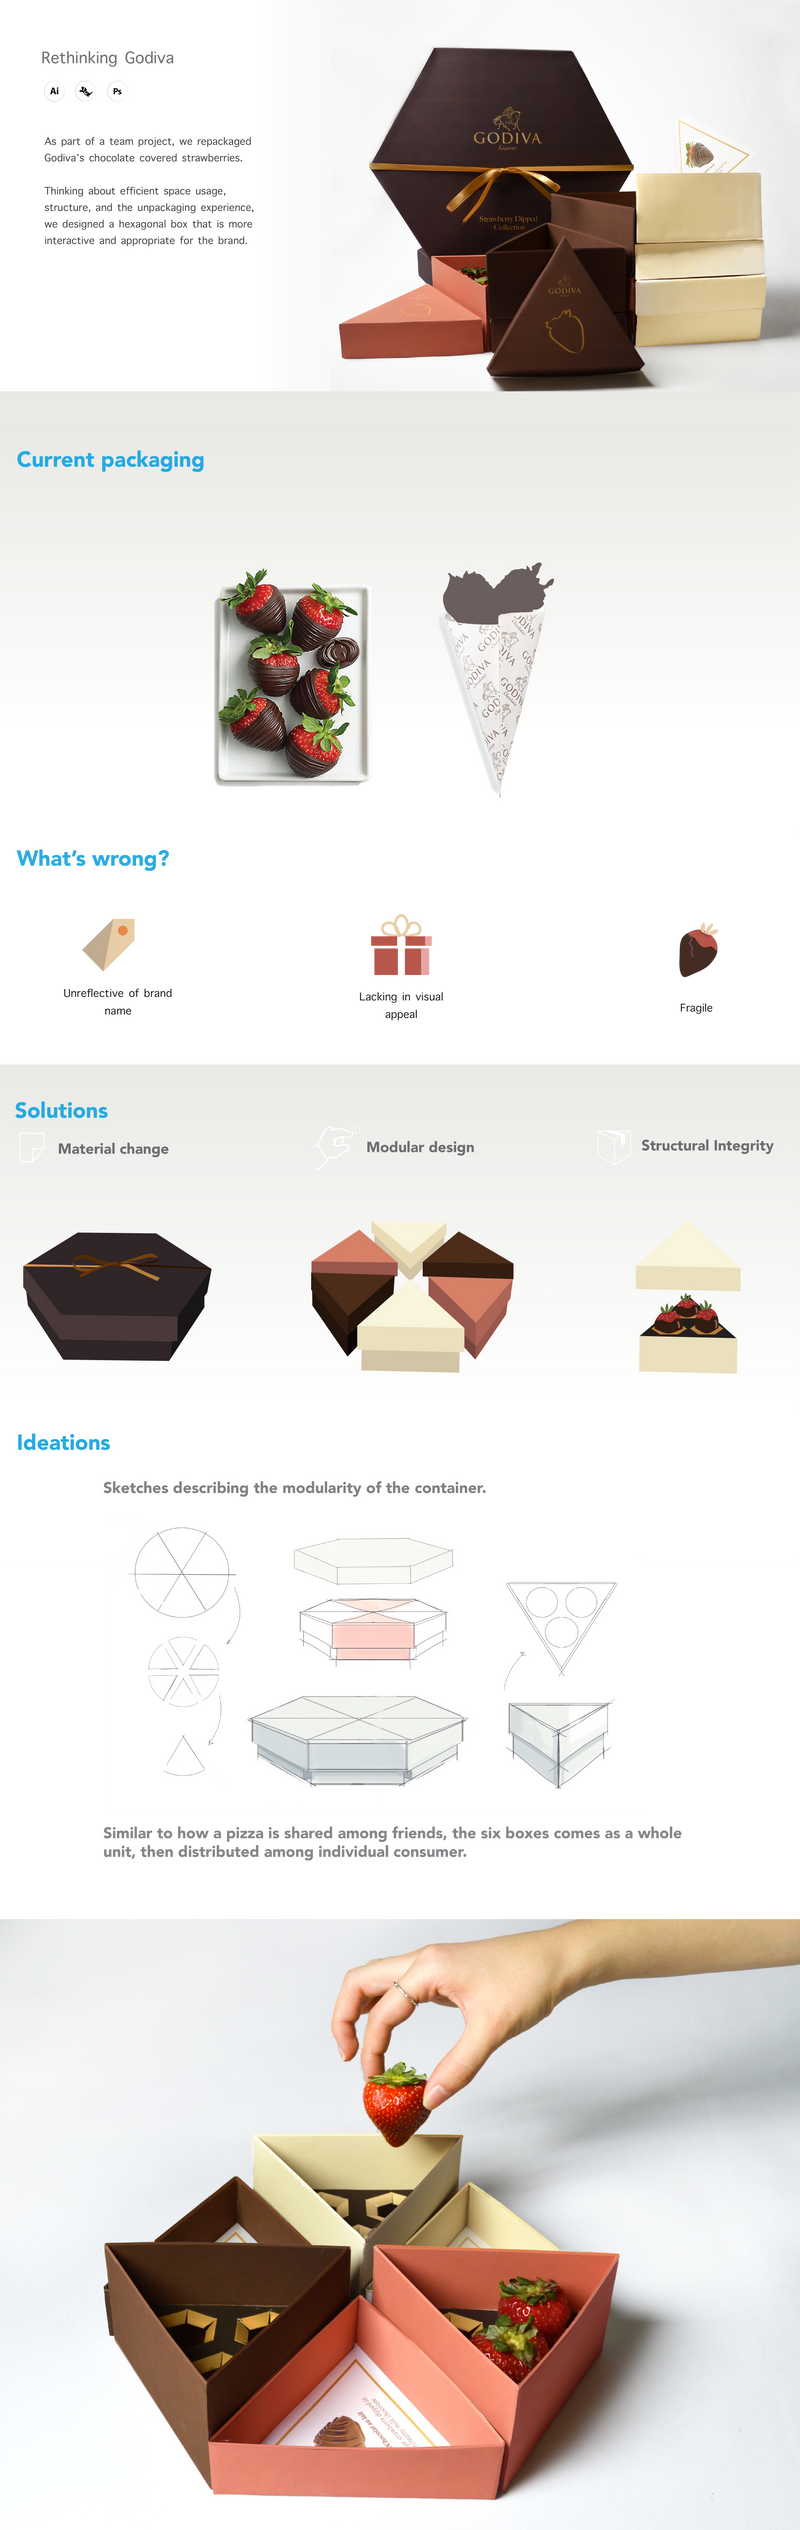 Rethinking Godiva
Ai
Ps
As part of a team project, we repackaged
Godiva's chocolate covered strawberries.
Thinking about efficient space usage,
structure, and the unpackaging experience,
we designed a hexagonal box that is more
interactive and appropriate for the brand.
GODIVA
Liqueur
Strawberry Dipped
Collection
GODIVA
Current packaging
GODIVA
GODIVA
GODIVA
What's wrong?
Unreflective of brand
name
Lacking in visual
appeal
Fragile
Solutions
Material change
Modular design
Structural Integrity
Ideations
Sketches describing the modularity of the container.
Similar to how a pizza is shared among friends, the six boxes comes as a whole
unit, then distributed among individual consumer.